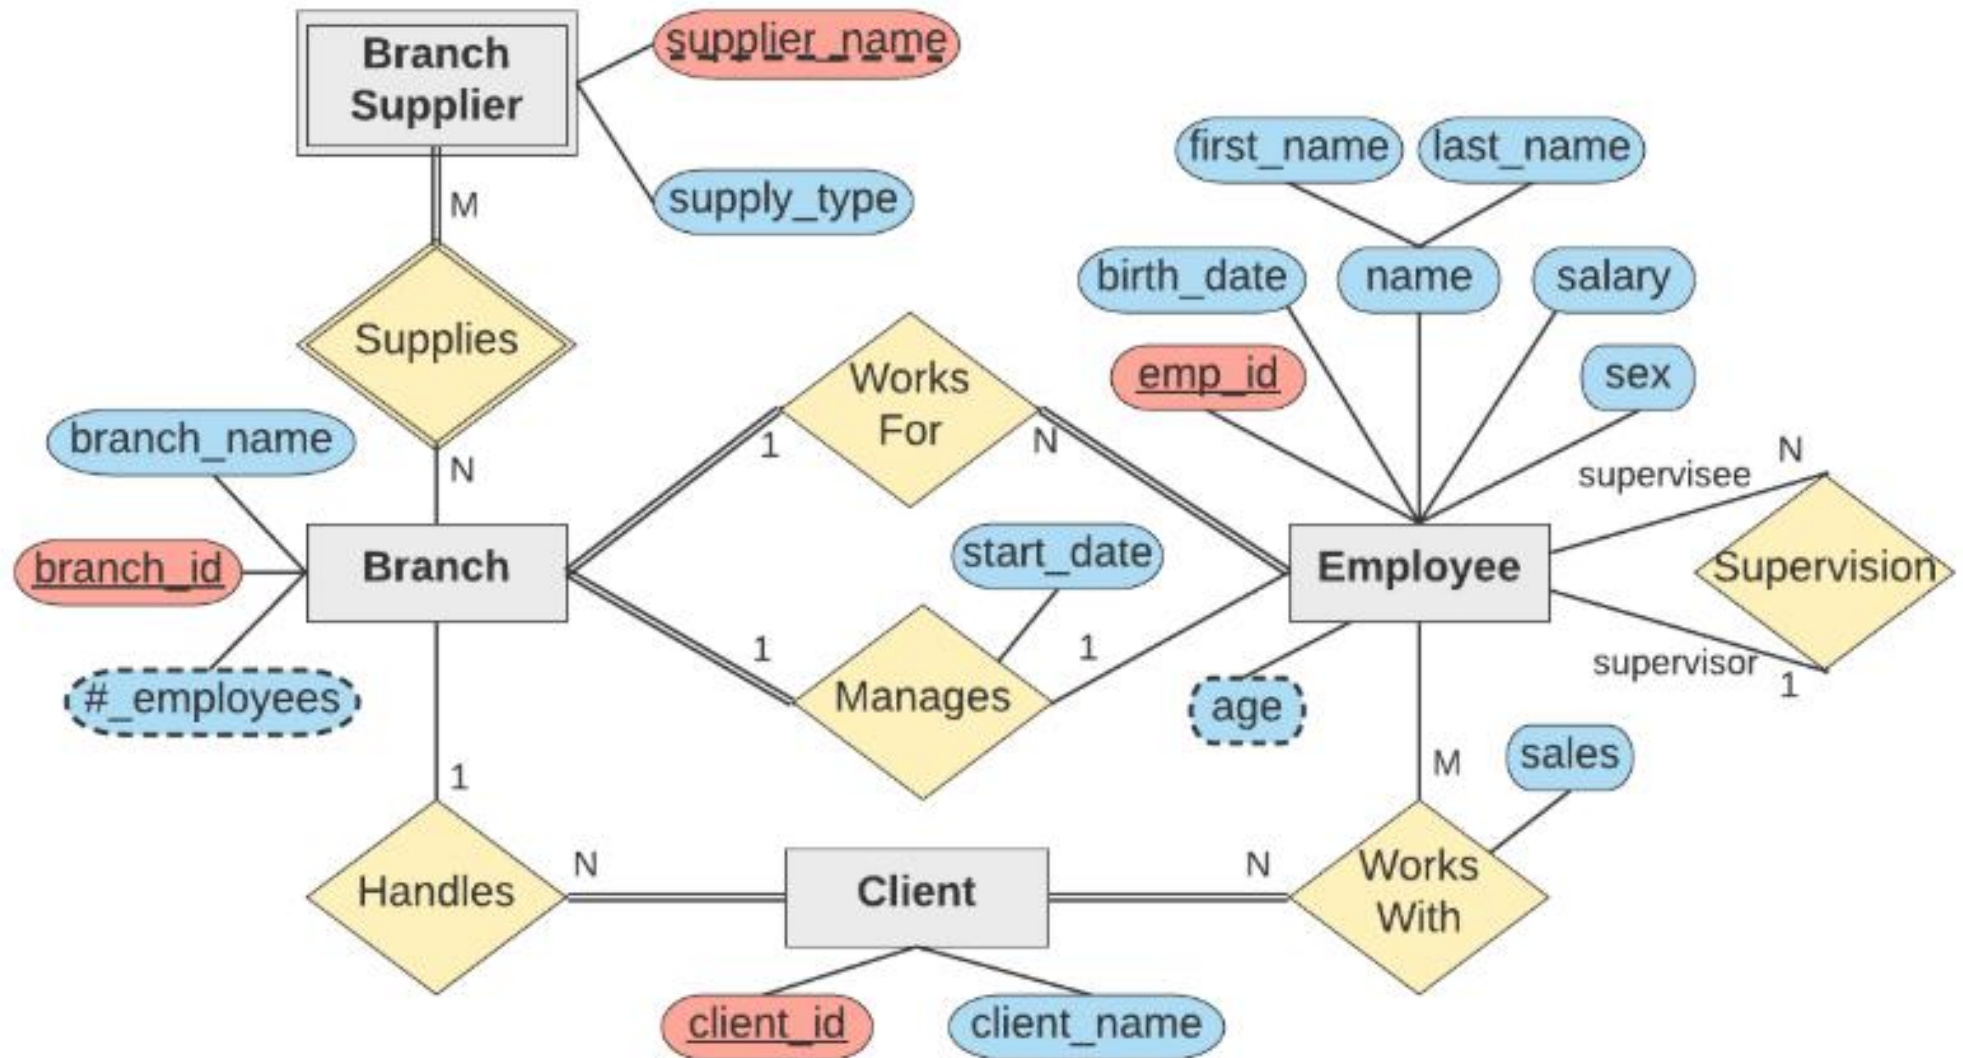 Branch
Supplier
supplier_name
supply_type
M
Supplies
N
first_name
last_name
birth_date
name
salary
emp_id
sex
branch_name
branch_id
#_employees
Branch
Works
For
1
N
start_date
Manages
1
1
Employee
supervisee
N
Supervision
supervisor
1
age
M
sales
1
Handles
N
Client
N
Works
With
client_id
client_name